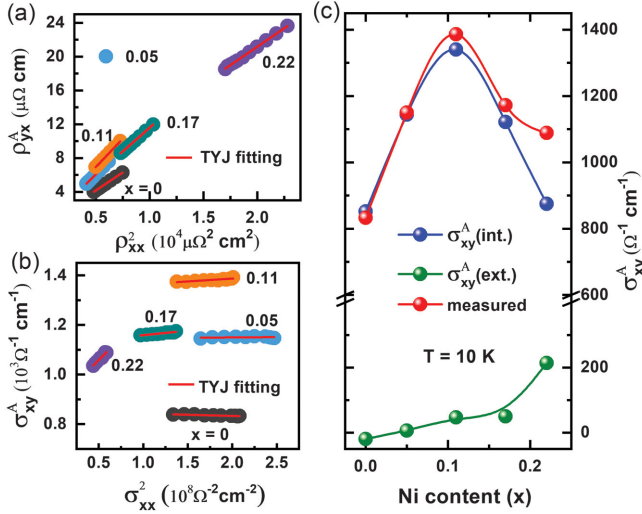 (a)
24
20
16
12
8
4
ρ^A_yx (μΩ cm)
0.05
0.22
0.11
0.17
TYJ fitting
x = 0
0.5 1.0 1.5 2.0
ρ²_xx (10⁴μΩ² cm²)
(b)
1.4
1.2
1.0
0.8
σ^A_xy (10³Ω⁻¹ cm⁻¹)
0.11
0.17
0.05
0.22
TYJ fitting
x = 0
0.5 1.0 1.5 2.0 2.5
σ²_xx (10⁸Ω⁻²cm⁻²)
(c)
1400
1200
1000
800
600
200
0
σ^A_xy (Ω⁻¹ cm⁻¹)
σ^A_xy(int.)
σ^A_xy(ext.)
measured
T = 10 K
0.0 0.1 0.2
Ni content (x)